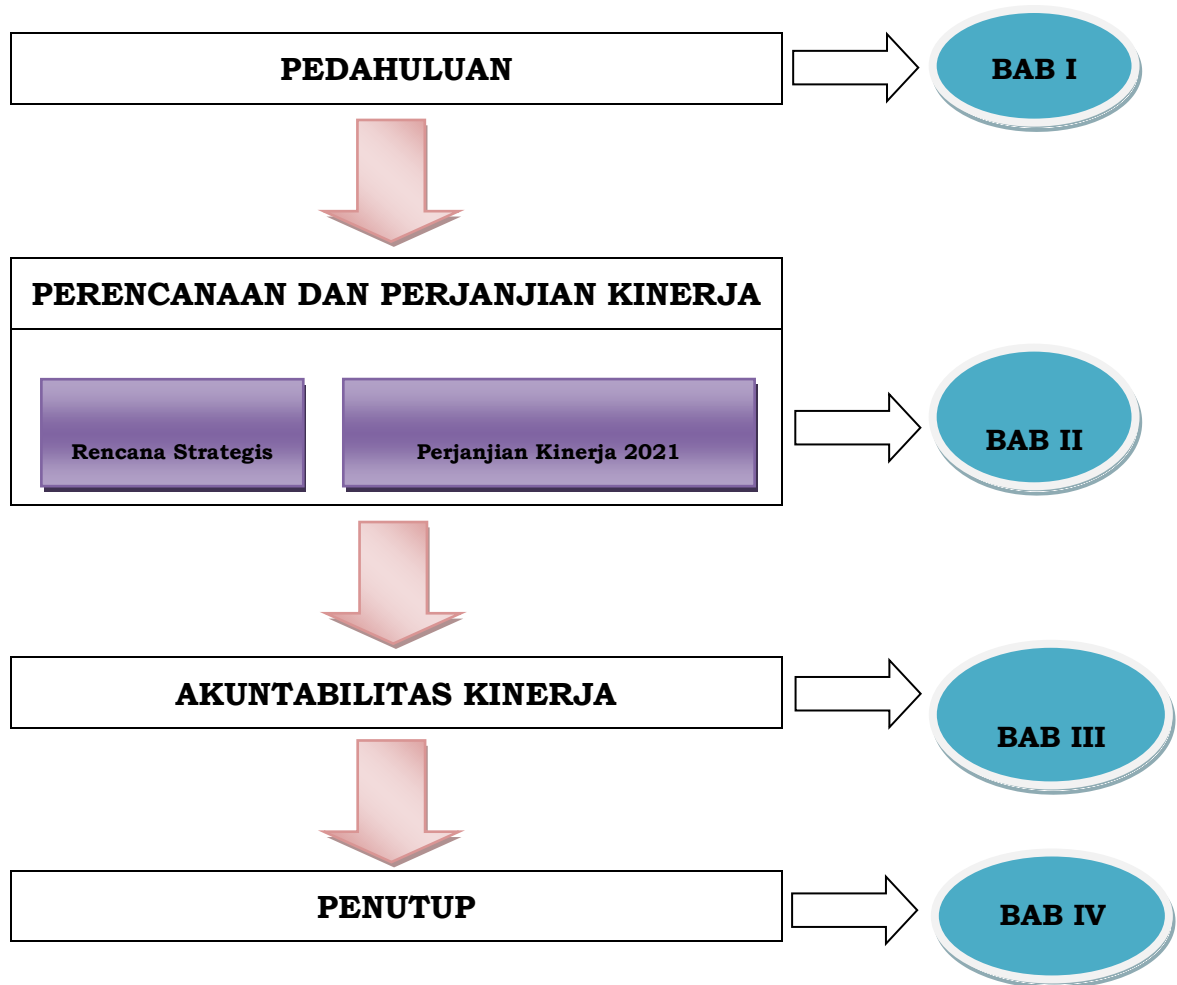 PEDAHULUAN
BAB I
PERENCANAAN DAN PERJANJIAN KINERJA
Rencana Strategis
Perjanjian Kinerja 2021
BAB II
AKUNTABILITAS KINERJA
BAB III
PENUTUP
BAB IV